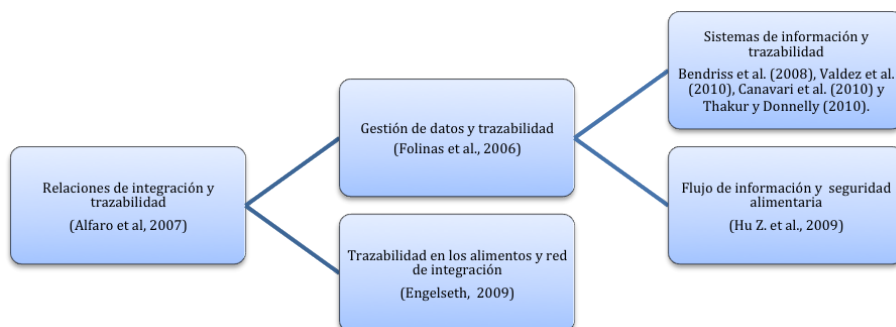 Relaciones de integración y
trazabilidad
(Alfaro et al, 2007)
Gestión de datos y trazabilidad
(Folinas et al., 2006)
Trazabilidad en los alimentos y red
de integración
(Engelseth, 2009)
Sistemas de información y
trazabilidad
Bendriss et al. (2008), Valdez et al.
(2010), Canavari et al. (2010) y
Thakur y Donnelly (2010).
Flujo de información y seguridad
alimentaria
(Hu Z. et al., 2009)